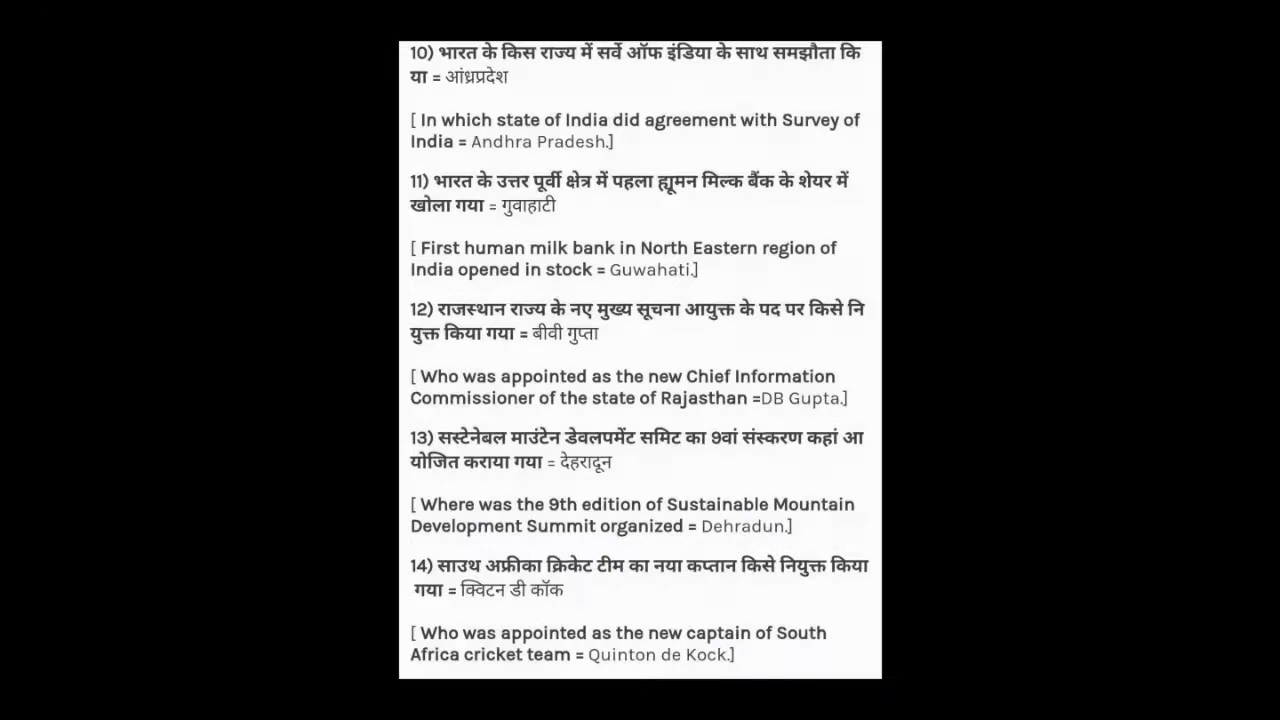 10) भारत के किस राज्य में सर्वे ऑफ इंडिया के साथ समझौता कि
या = आंध्रप्रदेश
[ In which state of India did agreement with Survey of
India = Andhra Pradesh.]
11) भारत के उत्तर पूर्वी क्षेत्र में पहला ह्यूमन मिल्क बैंक के शेयर में
खोला गया = गुवाहाटी
[ First human milk bank in North Eastern region of
India opened in stock = Guwahati.]
12) राजस्थान राज्य के नए मुख्य सूचना आयुक्त के पद पर किसे नि
युक्त किया गया = बीवी गुप्ता
[ Who was appointed as the new Chief Information
Commissioner of the state of Rajasthan =DB Gupta.]
13) सस्टेनेबल माउंटेन डेवलपमेंट समिट का 9वां संस्करण कहां आ
योजित कराया गया = देहरादून
[ Where was the 9th edition of Sustainable Mountain
Development Summit organized = Dehradun.]
14) साउथ अफ्रीका क्रिकेट टीम का नया कप्तान किसे नियुक्त किया
गया = क्विटन डी कॉक
[ Who was appointed as the new captain of South
Africa cricket team = Quinton de Kock.]